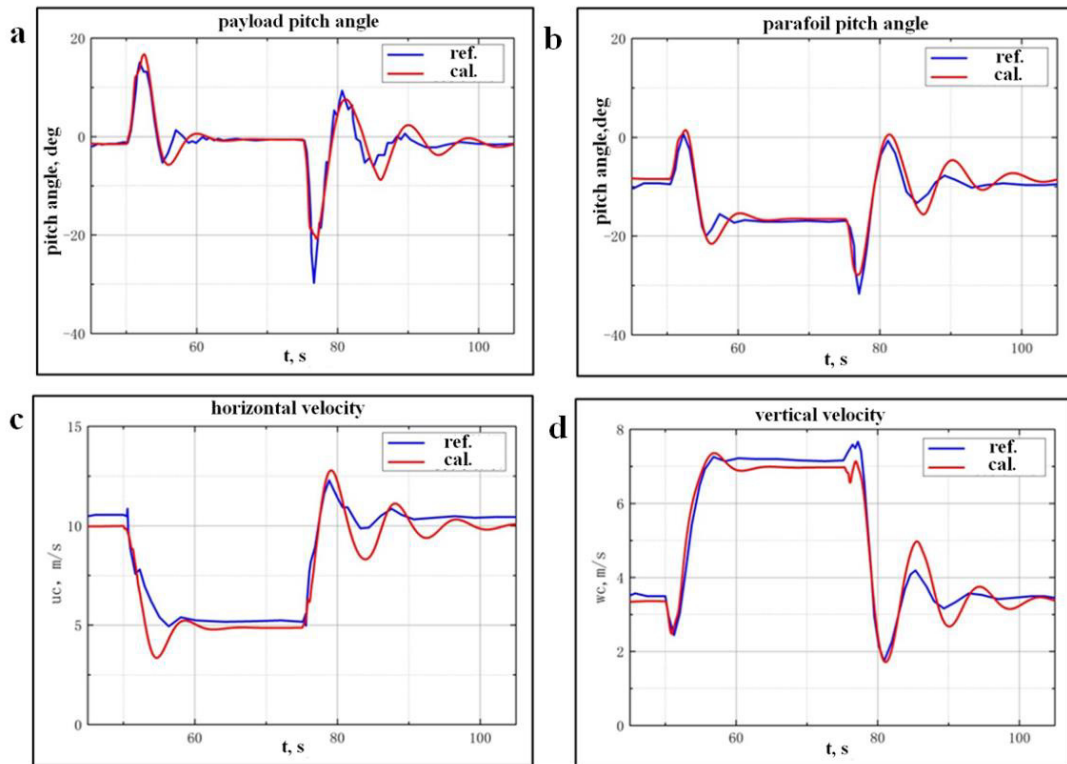 a
payload pitch angle
20
0
-20
-40
pitch angle, deg
ref.
cal.
60
80
100
t, s
b
parafoil pitch angle
20
0
-20
-40
pitch angle,deg
ref.
cal.
60
80
100
t, s
c
horizontal velocity
15
10
5
0
uc, m/s
ref.
cal.
60
80
100
t, s
d
vertical velocity
8
6
4
2
0
wc, m/s
ref.
cal.
60
80
100
t, s